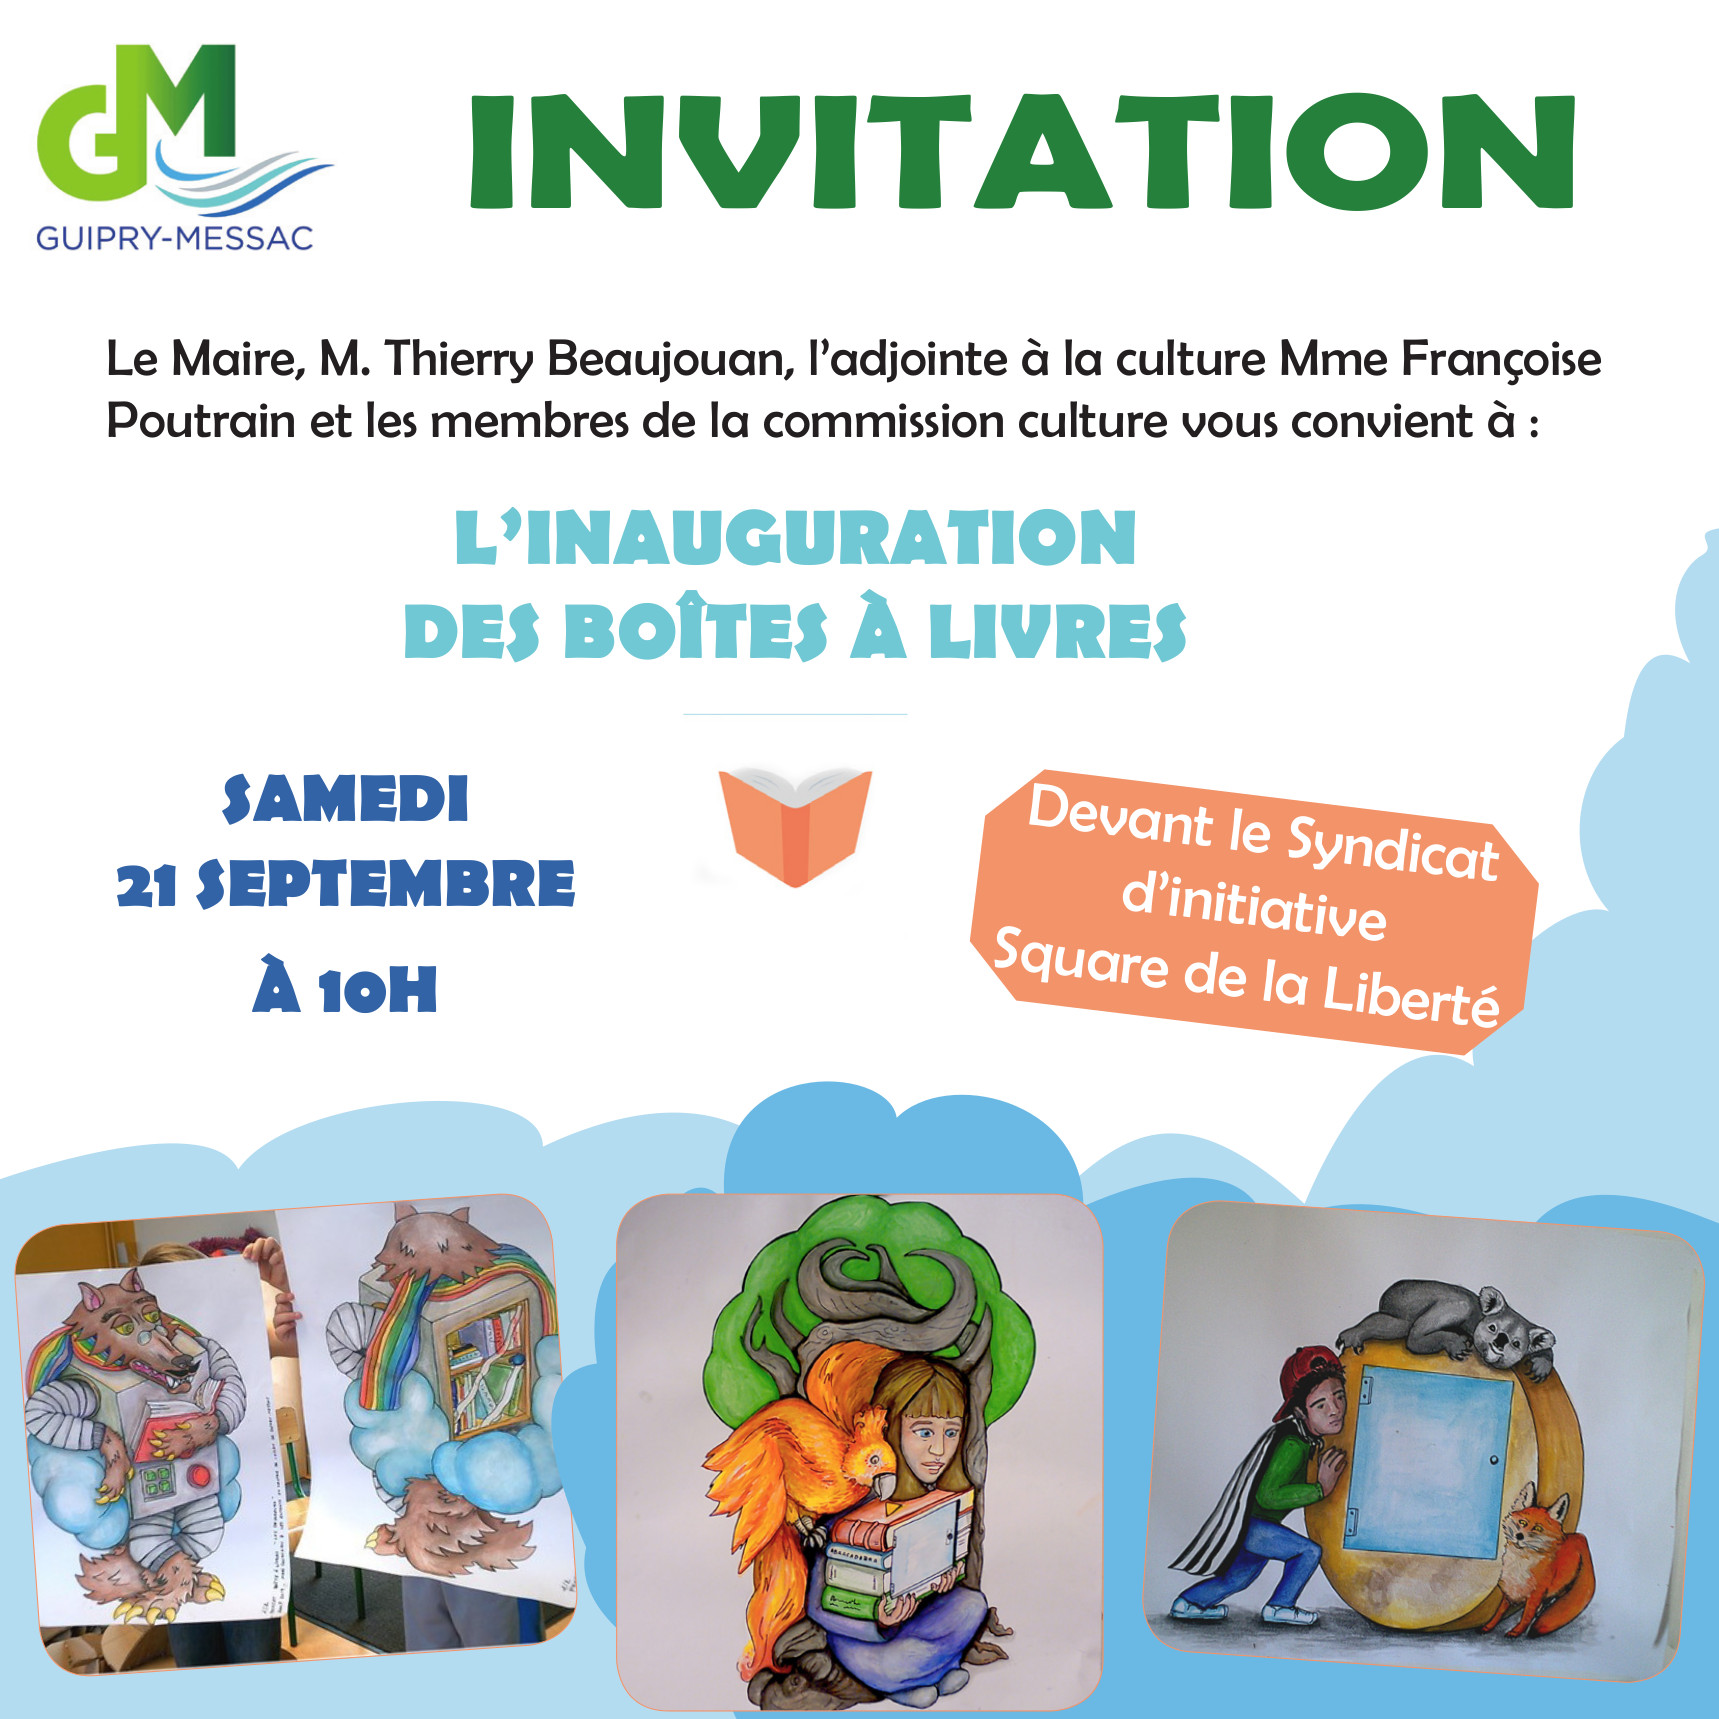 GM
GUIPRY-MESSAC
INVITATION
Le Maire, M. Thierry Beaujouan, l'adjointe à la culture Mme Françoise
Poutrain et les membres de la commission culture vous convient à :
L'INAUGURATION
DES BOÎTES À LIVRES
SAMEDI
21 SEPTEMBRE
À 10H
Devant le Syndicat
d'initiative
Square de la Liberté
ABRACADABRA